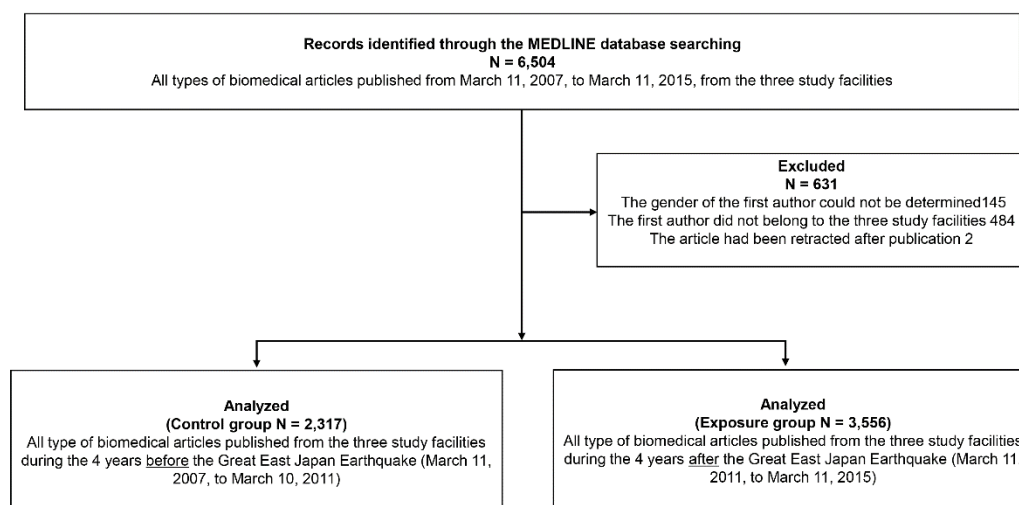 Records identified through the MEDLINE database searching
N = 6,504
All types of biomedical articles published from March 11, 2007, to March 11, 2015, from the three study facilities
Excluded
N = 631
The gender of the first author could not be determined145
The first author did not belong to the three study facilities 484
The article had been retracted after publication 2
Analyzed
(Control group N = 2,317)
All type of biomedical articles published from the three study facilities
during the 4 years before the Great East Japan Earthquake (March 11,
2007, to March 10, 2011)
Analyzed
(Exposure group N = 3,556)
All type of biomedical articles published from the three study facilities
during the 4 years after the Great East Japan Earthquake (March 11
2011, to March 11, 2015)